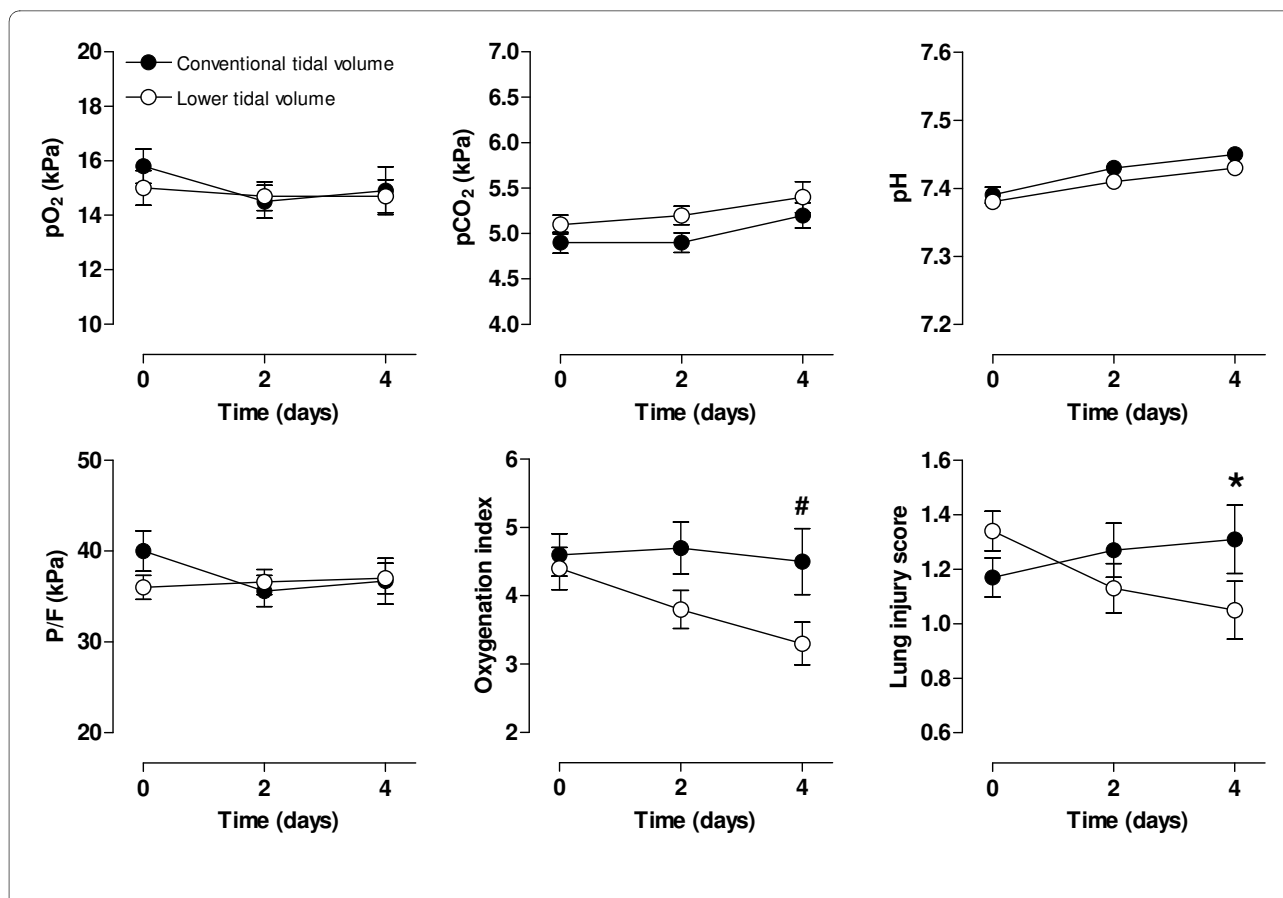 20
18
16
14
12
10
pO2 (kPa)
Conventional tidal volume
Lower tidal volume
0 2 4
Time (days)
7.0
6.5
6.0
5.5
5.0
4.5
4.0
pCO2 (kPa)
0 2 4
Time (days)
7.6
7.5
7.4
7.3
7.2
pH
0 2 4
Time (days)
50
40
30
20
P/F (kPa)
0 2 4
Time (days)
6
5
4
3
2
Oxygenation index
#
0 2 4
Time (days)
1.6
1.4
1.2
1.0
0.8
0.6
Lung injury score
*
0 2 4
Time (days)